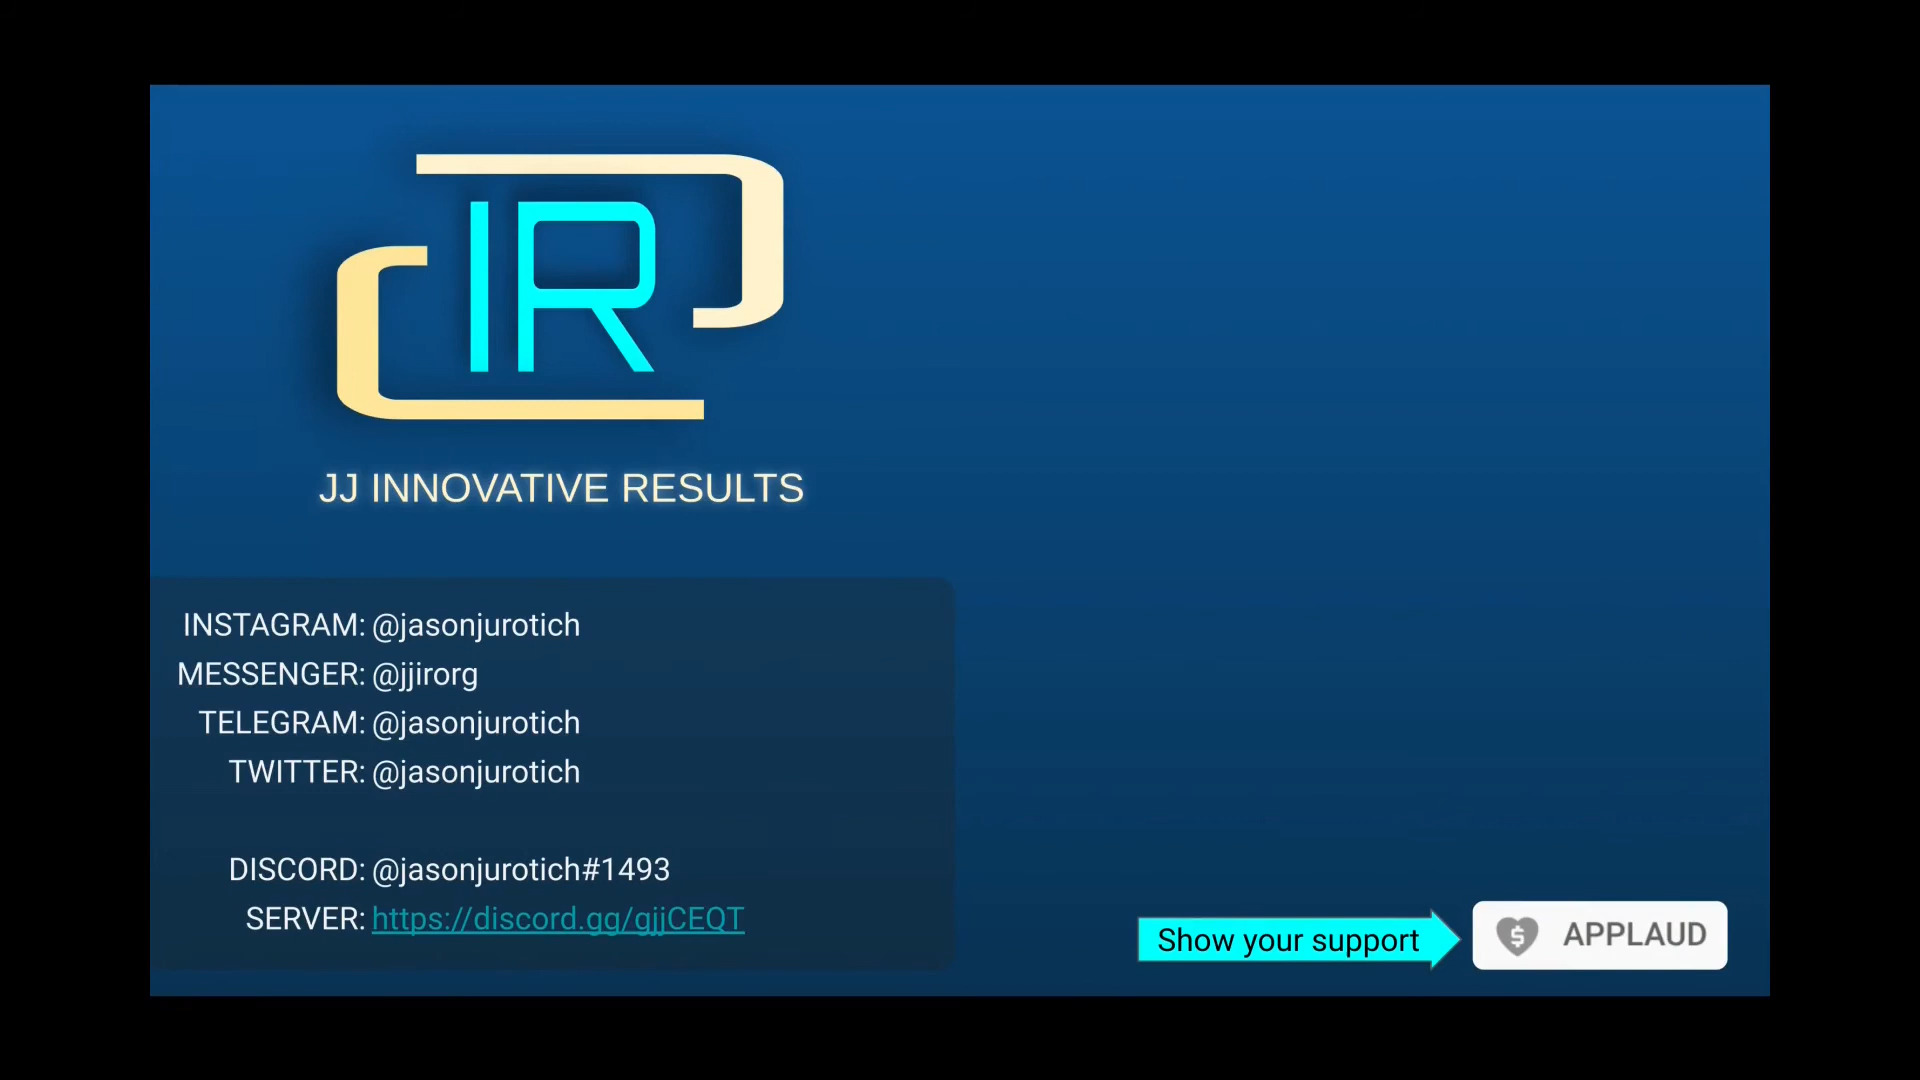 IR
JJ INNOVATIVE RESULTS
INSTAGRAM: @jasonjurotich
MESSENGER: @jjirorg
TELEGRAM: @jasonjurotich
TWITTER: @jasonjurotich
DISCORD: @jasonjurotich#1493
SERVER: https://discord.gg/gjjCEQT
Show your support
$ APPLAUD